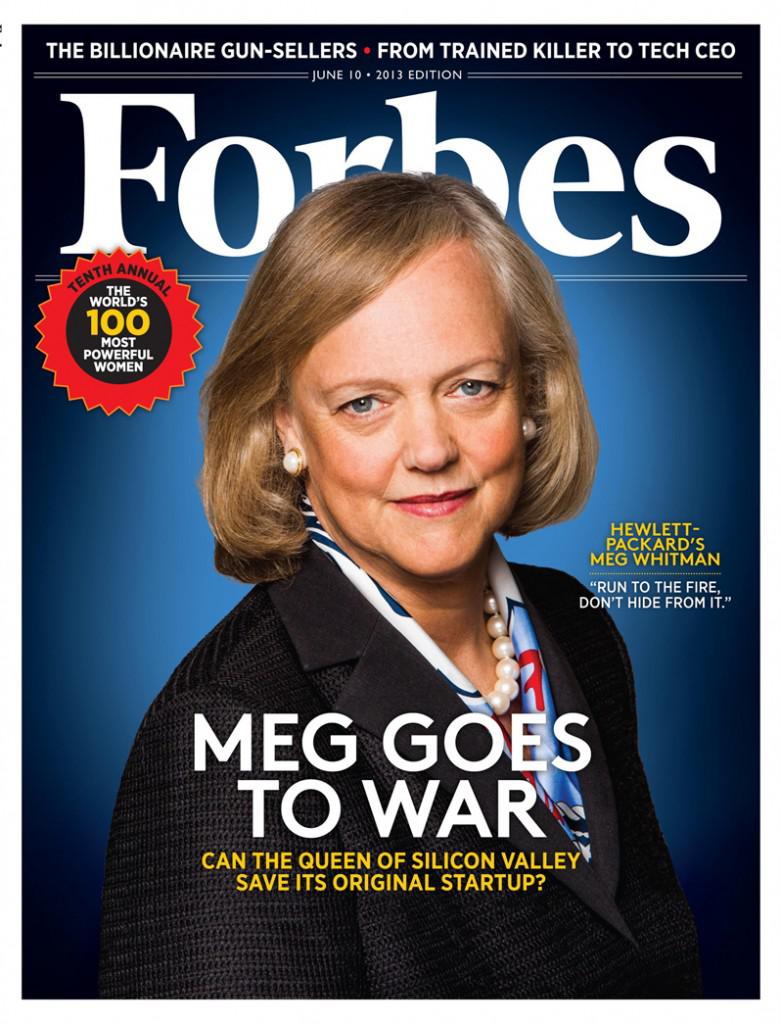 THE BILLIONAIRE GUN-SELLERS • FROM TRAINED KILLER TO TECH CEO
JUNE 10 • 2013 EDITION
Forbes
TENTH ANNUAL
THE
WORLD'S
100
MOST
POWERFUL
WOMEN
HEWLETT-
PACKARD'S
MEG WHITMAN
“RUN TO THE FIRE,
DON'T HIDE FROM IT.”
MEG GOES
TO WAR
CAN THE QUEEN OF SILICON VALLEY
SAVE ITS ORIGINAL STARTUP?